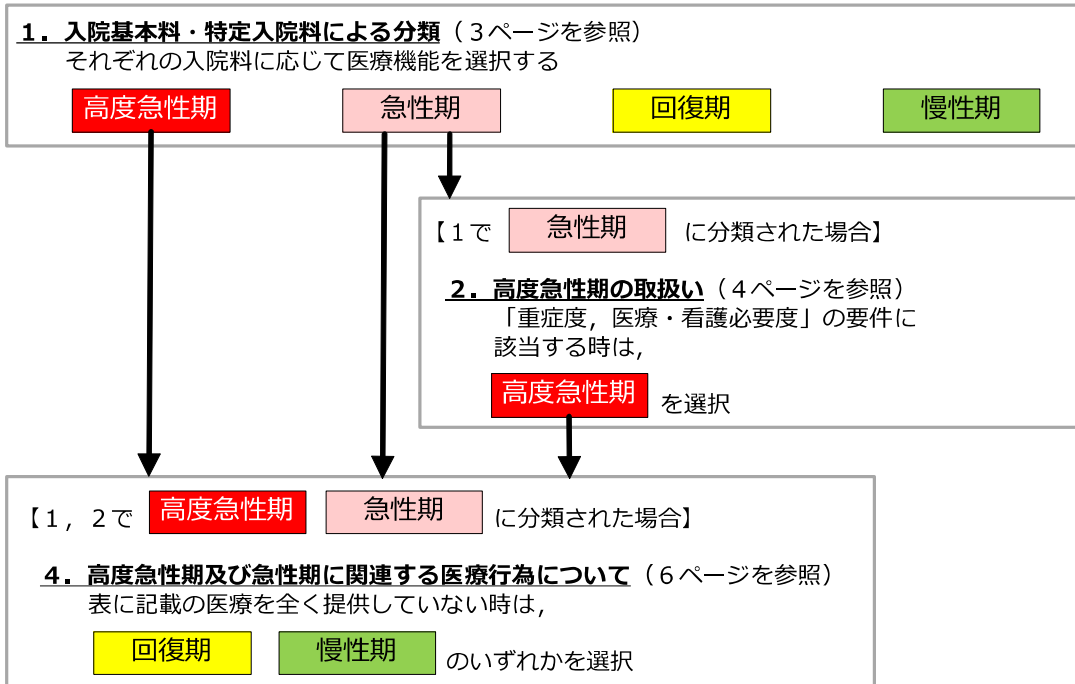 1．入院基本料・特定入院料による分類（３ページを参照）
それぞれの入院料に応じて医療機能を選択する
高度急性期 急性期 回復期 慢性期
【１で 急性期 に分類された場合】
2．高度急性期の取扱い（４ページを参照）
「重症度，医療・看護必要度」の要件に
該当する時は，
高度急性期 を選択
【１，２で 高度急性期 急性期 に分類された場合】
4．高度急性期及び急性期に関連する医療行為について（６ページを参照）
表に記載の医療を全く提供していない時は，
回復期 慢性期 のいずれかを選択